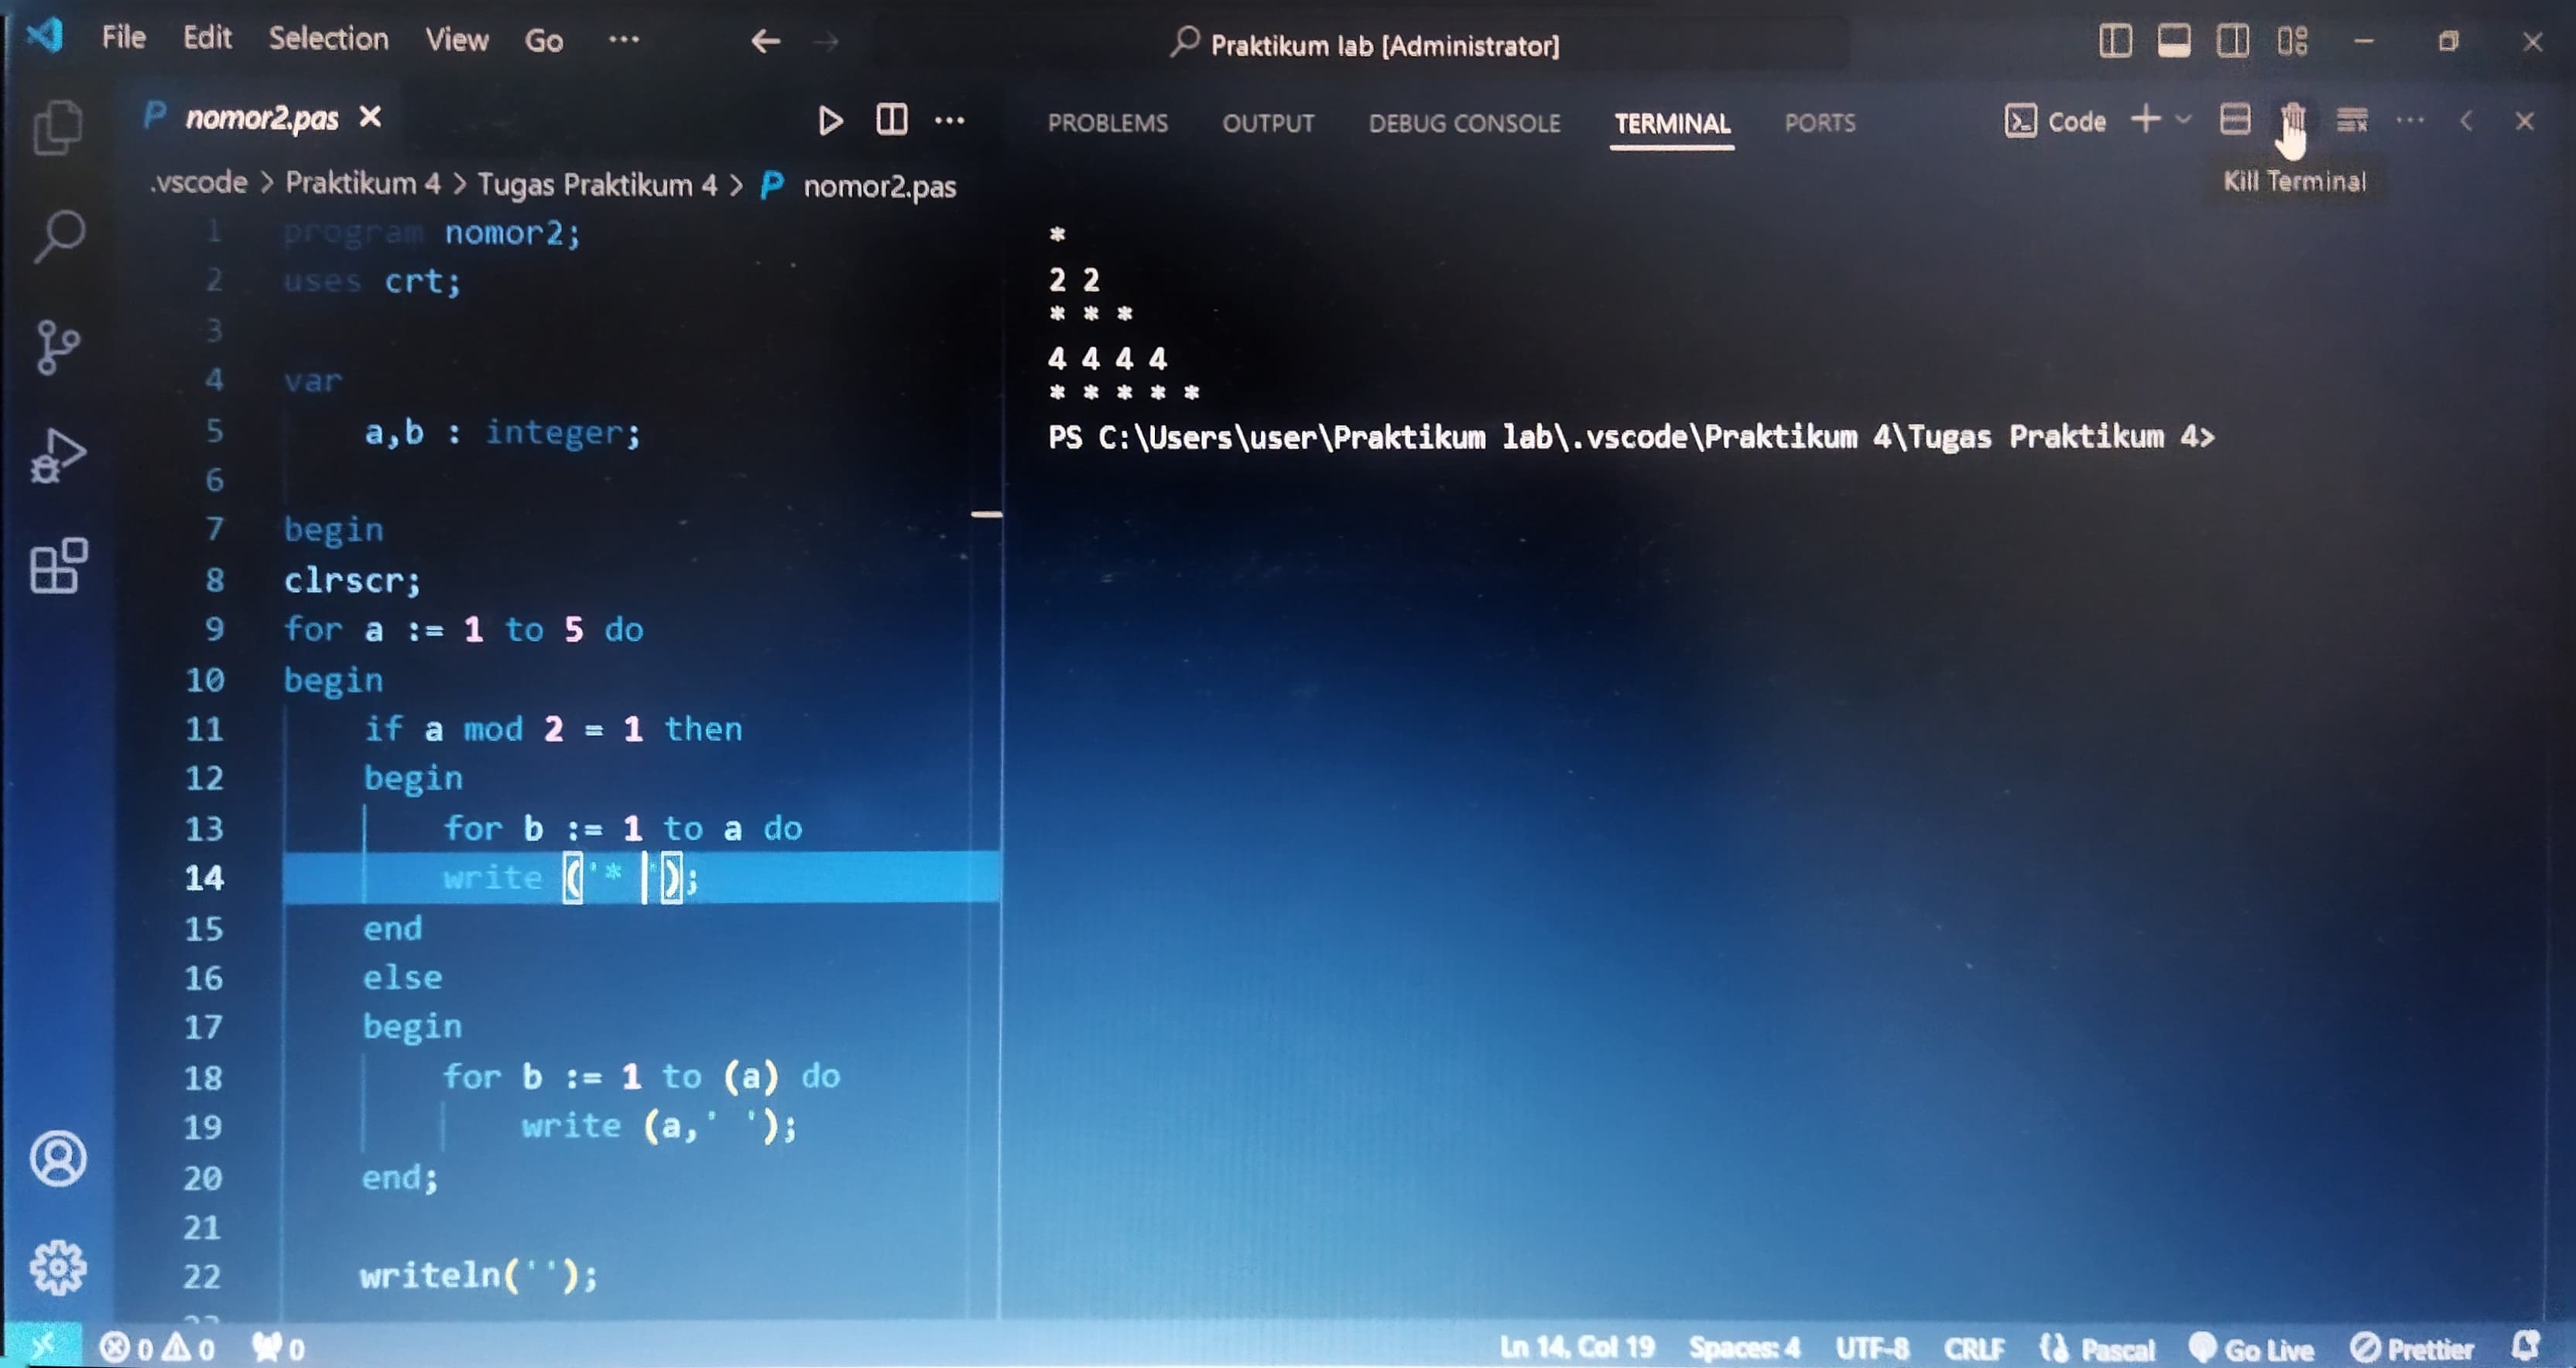 File Edit Selection View Go ··· Praktikum lab [Administrator]
nomor2.pas
.vscode > Praktikum 4 > Tugas Praktikum 4 > nomor2.pas
1 program nomor2;
2 uses crt;
3
4 var
5 a,b : integer;
6
7 begin
8 clrscr;
9 for a := 1 to 5 do
10 begin
11 if a mod 2 = 1 then
12 begin
13 for b := 1 to a do
14 write ('* ');
15 end
16 else
17 begin
18 for b := 1 to (a) do
19 write (a,' ');
20 end;
21
22 writeln('');
PROBLEMS OUTPUT DEBUG CONSOLE TERMINAL PORTS Code
Kill Terminal
*
2 2
* * *
4 4 4 4
* * * * *
PS C:\Users\user\Praktikum lab\.vscode\Praktikum 4\Tugas Praktikum 4>
0 0 0 Ln 14, Col 19 Spaces: 4 UTF-8 CRLF Pascal Go Live Prettier